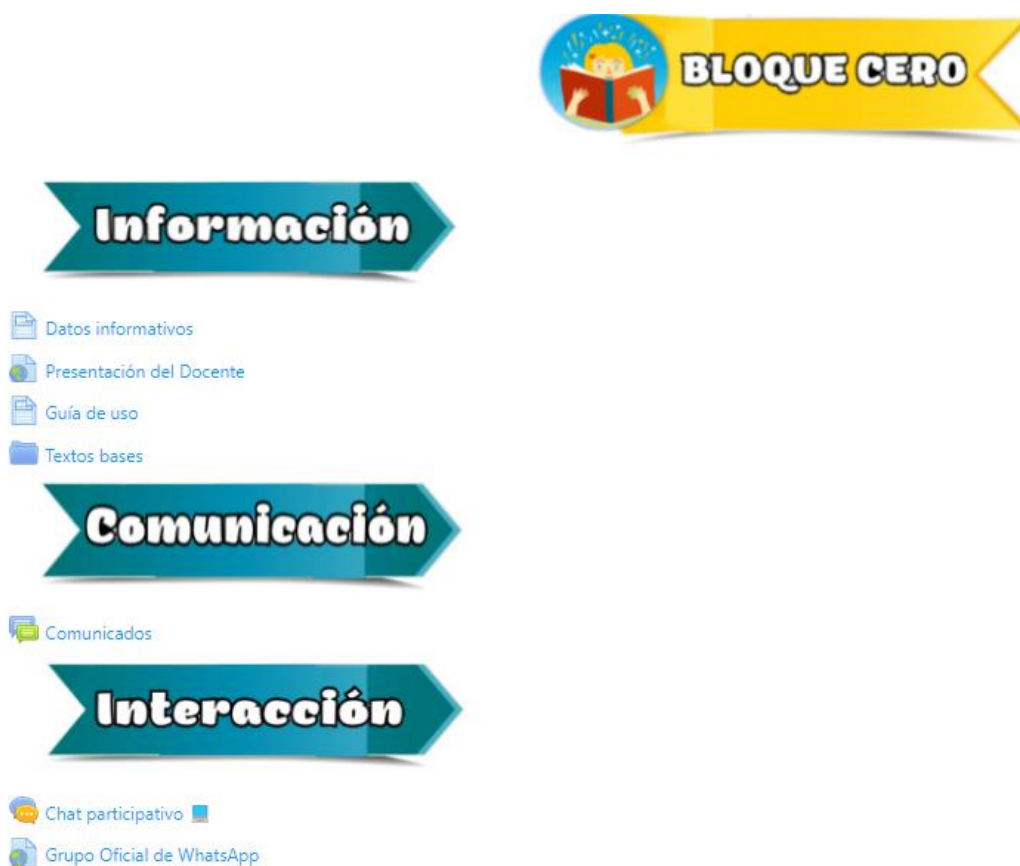 BLOQUE CERO
Información
Datos informativos
Presentación del Docente
Guía de uso
Textos bases
Comunicación
Comunicados
Interacción
Chat participativo
Grupo Oficial de WhatsApp